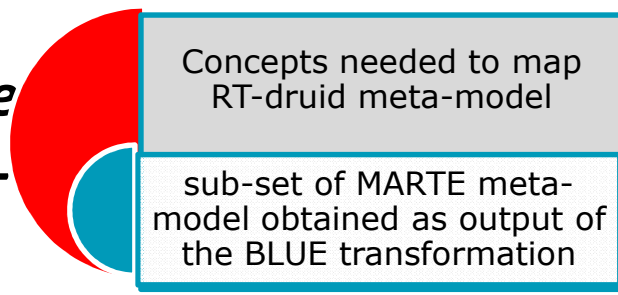 Concepts needed to map
RT-druid meta-model
sub-set of MARTE meta-
model obtained as output of
the BLUE transformation